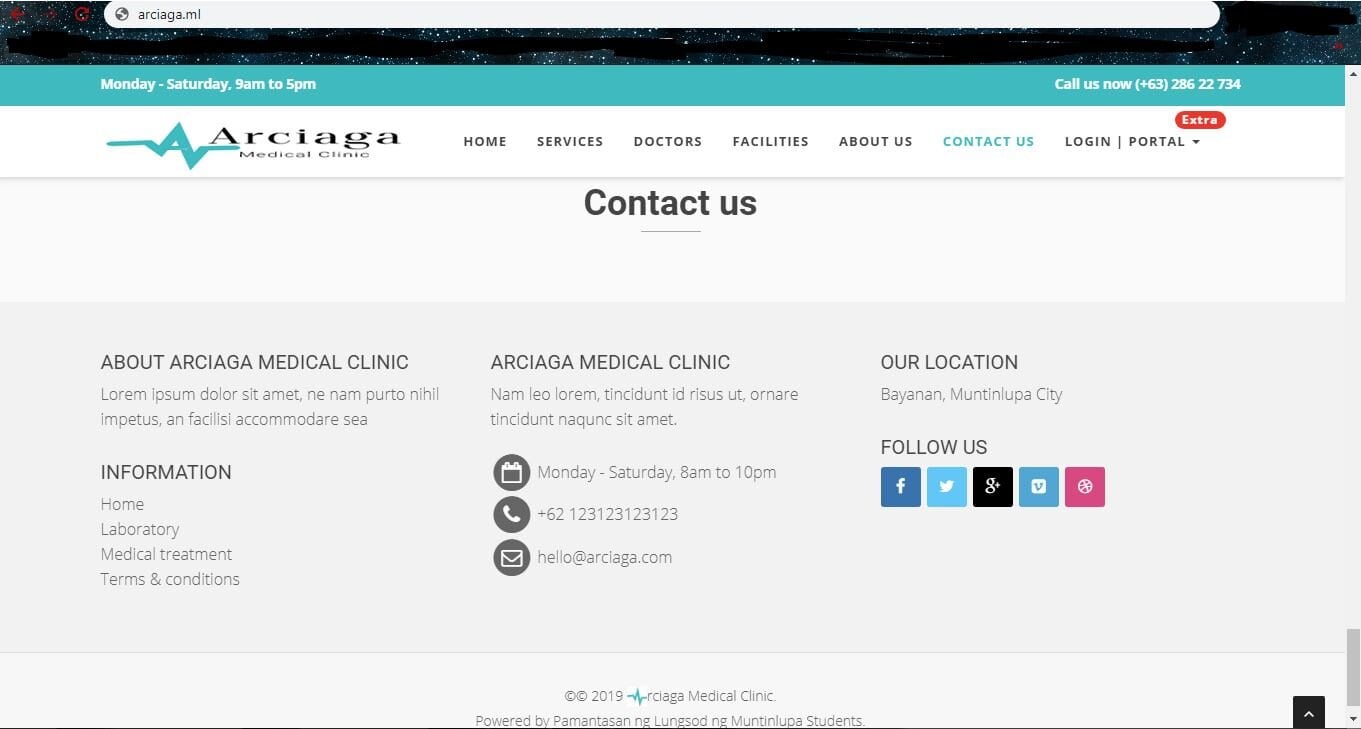 arciaga.ml
Monday - Saturday, 9am to 5pm
Call us now (+63) 286 22 734
Extra
Arciaga
Medical Clinic
HOME SERVICES DOCTORS FACILITIES ABOUT US CONTACT US LOGIN | PORTAL
Contact us
ABOUT ARCIAGA MEDICAL CLINIC
Lorem ipsum dolor sit amet, ne nam purto nihil
impetus, an facilisi accommodare sea
INFORMATION
Home
Laboratory
Medical treatment
Terms & conditions
ARCIAGA MEDICAL CLINIC
Nam leo lorem, tincidunt id risus ut, ornare
tincidunt naqunc sit amet.
Monday - Saturday, 8am to 10pm
+62 123123123123
hello@arciaga.com
OUR LOCATION
Bayanan, Muntinlupa City
FOLLOW US
©© 2019 Arciaga Medical Clinic.
Powered by Pamantasan ng Lungsod ng Muntinlupa Students.